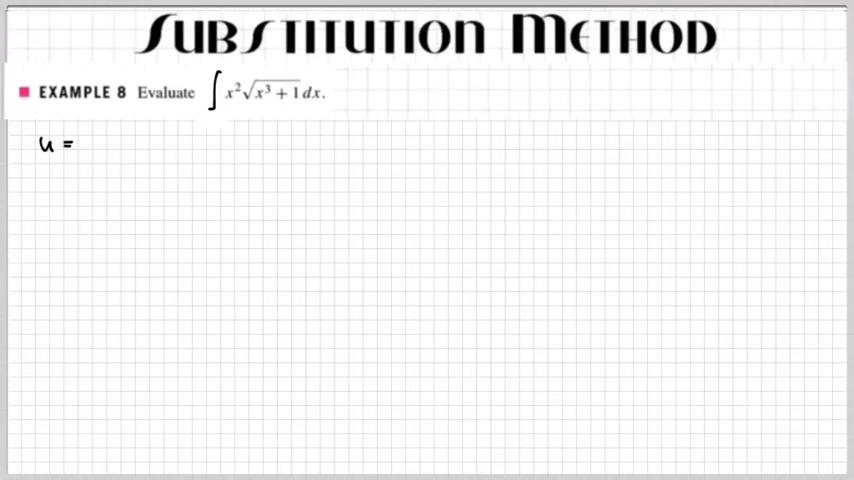 SUBSTITUTION METHOD
EXAMPLE 8 Evaluate ∫ x²√(x³ + 1) dx.
u =